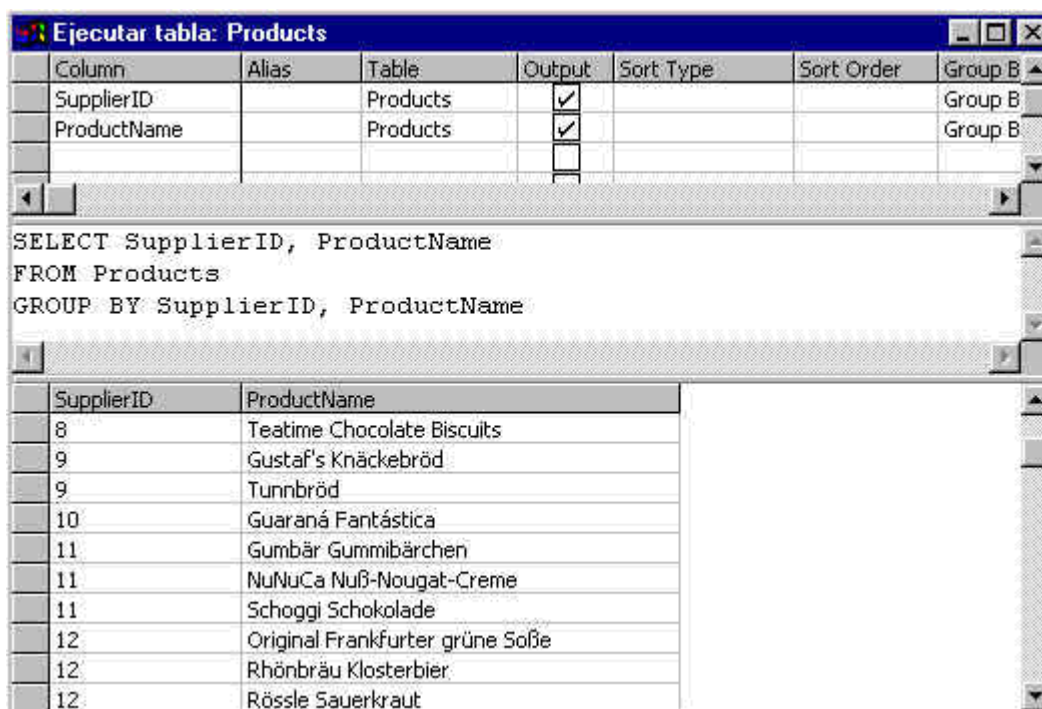 Ejecutar tabla: Products
Column Alias Table Output Sort Type Sort Order Group B
SupplierID Products Group B
ProductName Products Group B
SELECT SupplierID, ProductName
FROM Products
GROUP BY SupplierID, ProductName
SupplierID ProductName
8 Teatime Chocolate Biscuits
9 Gustaf's Knäckebröd
9 Tunnbröd
10 Guaraná Fantástica
11 Gumbär Gummibärchen
11 NuNuCa Nuß-Nougat-Creme
11 Schoggi Schokolade
12 Original Frankfurter grüne Soße
12 Rhönbräu Klosterbier
12 Rössle Sauerkraut